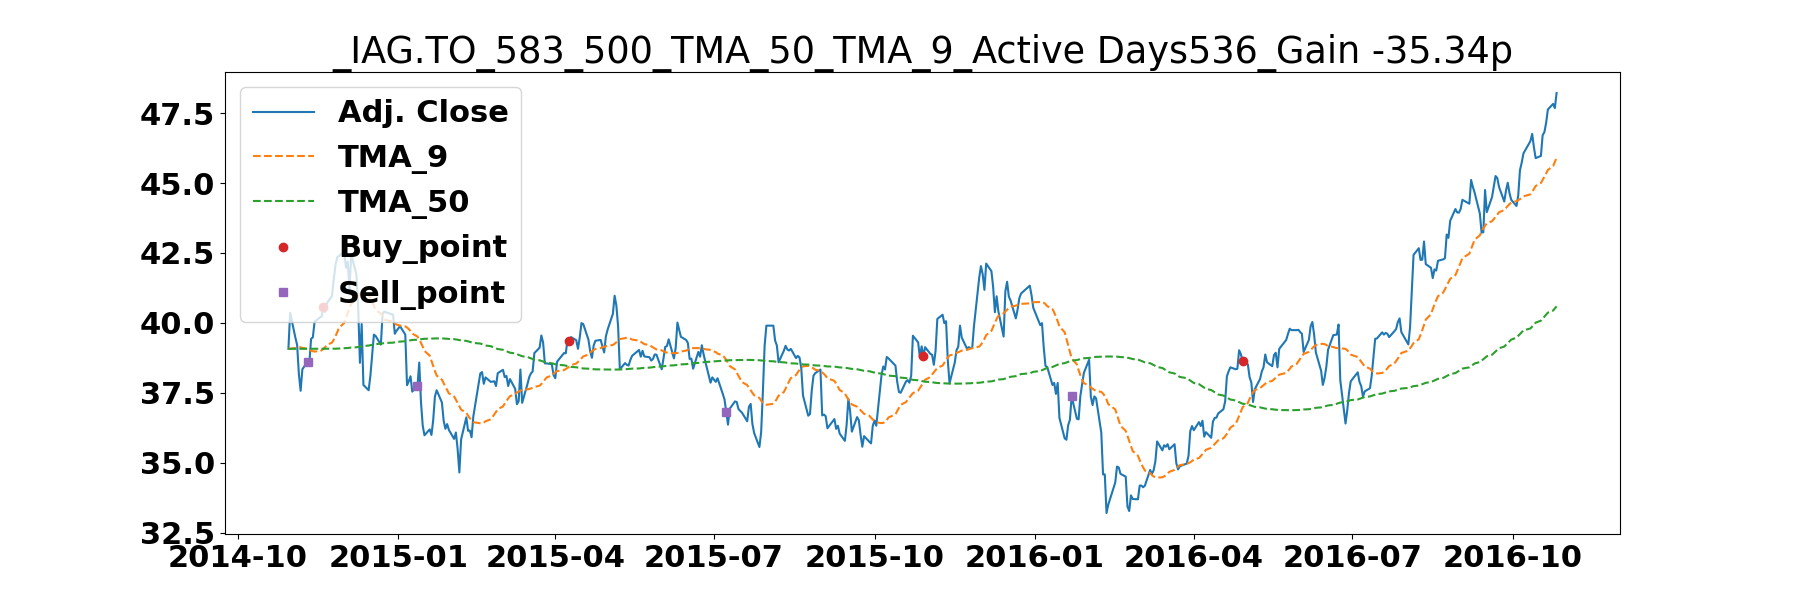 _IAG.TO_583_500_TMA_50_TMA_9_Active Days536_Gain -35.34p
Adj. Close
TMA_9
TMA_50
Buy_point
Sell_point
47.5
45.0
42.5
40.0
37.5
35.0
32.5
2014-10 2015-01 2015-04 2015-07 2015-10 2016-01 2016-04 2016-07 2016-10